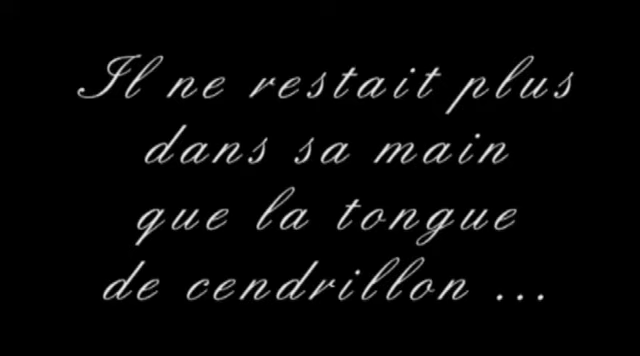 Il ne restait plus
dans sa main
que la tongue
de cendrillon ...